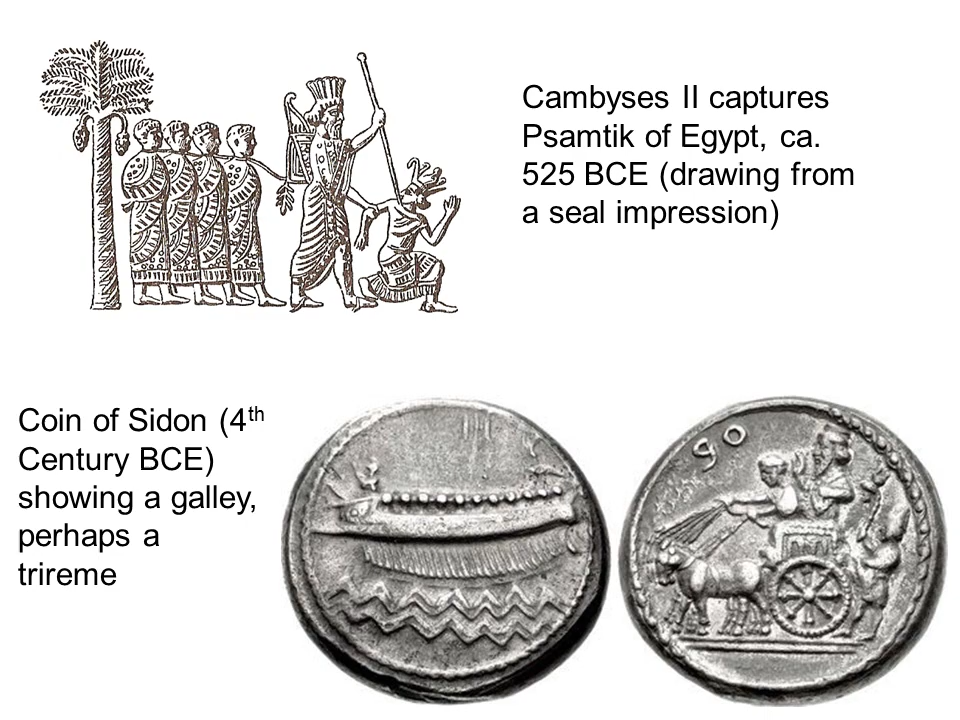 Cambyses II captures
Psamtik of Egypt, ca.
525 BCE (drawing from
a seal impression)
Coin of Sidon (4th
Century BCE)
showing a galley,
perhaps a
trireme